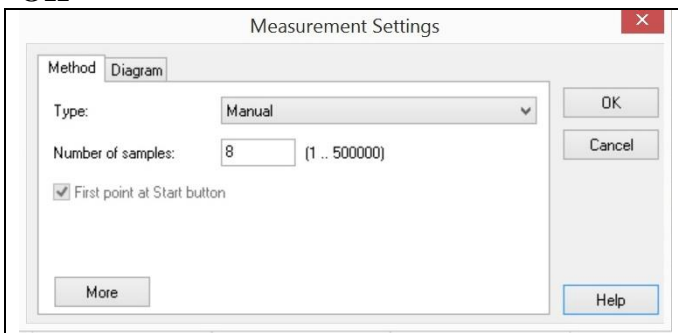 Measurement Settings
Method Diagram
Type: Manual
OK
Number of samples: 8 (1 .. 500000)
Cancel
First point at Start button
More
Help